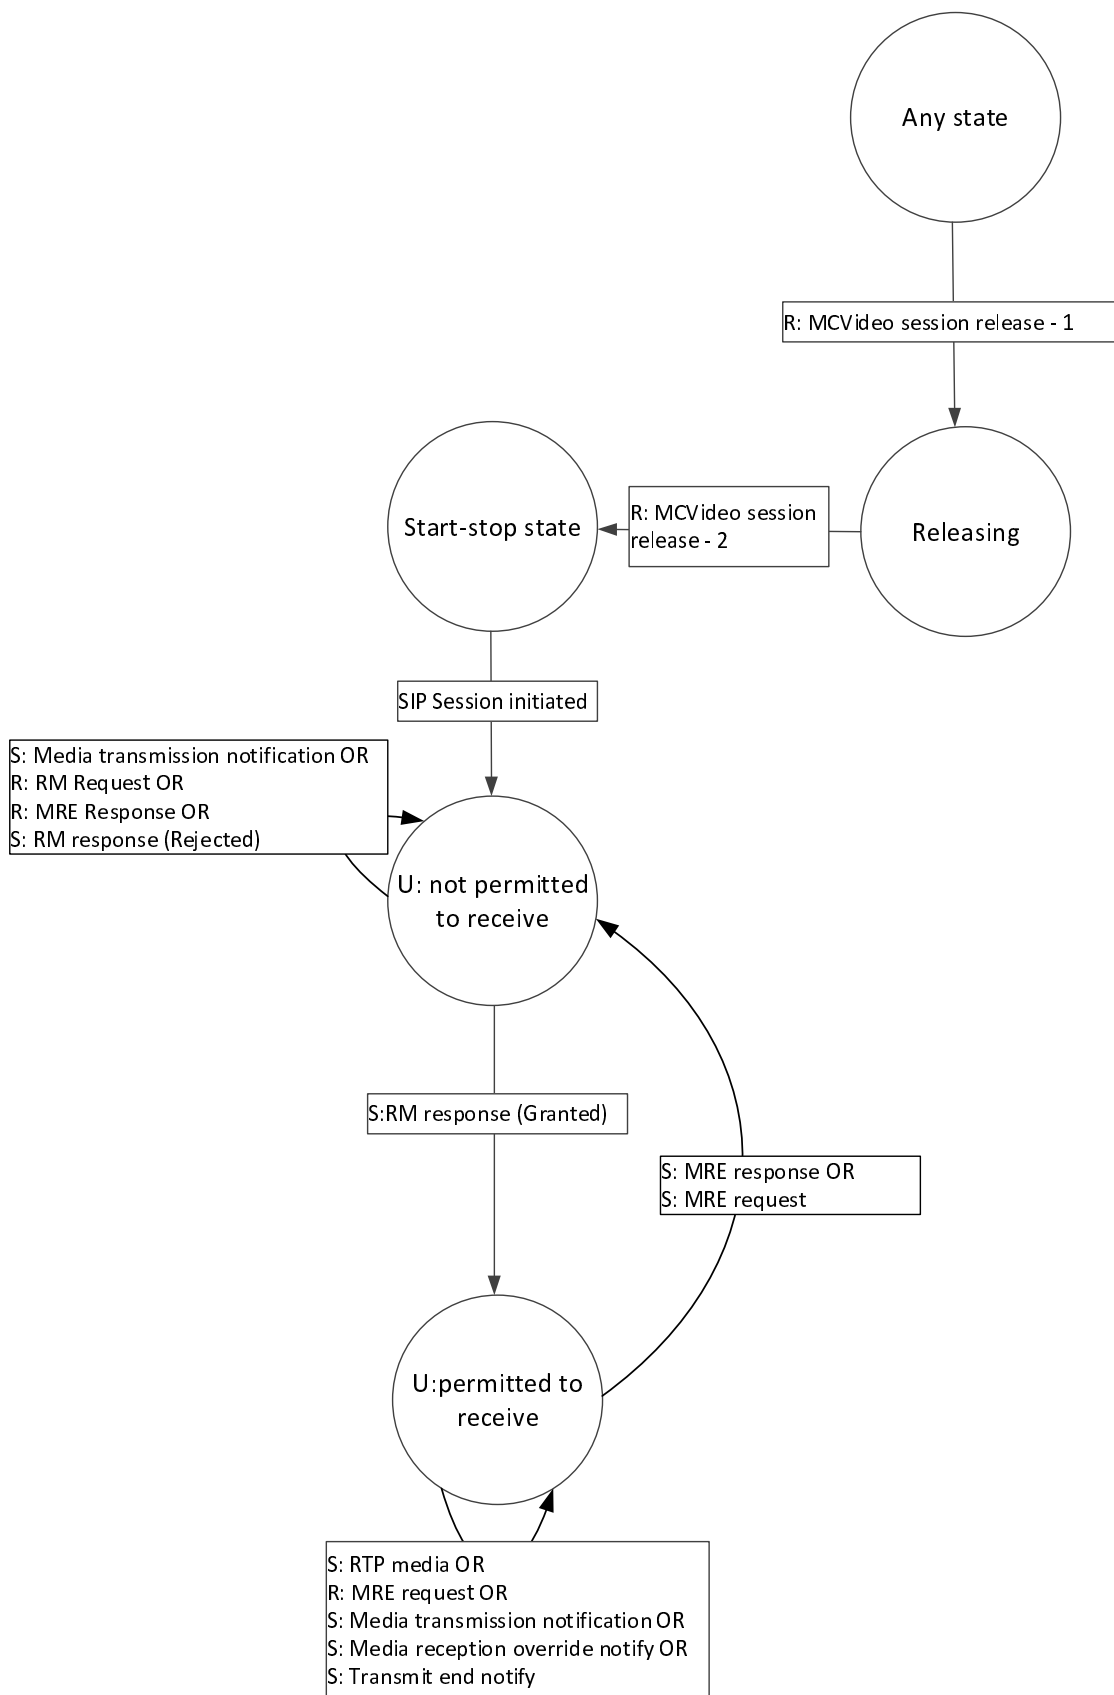 Any state
R: MCVideo session release - 1
Start-stop state
R: MCVideo session
release - 2
Releasing
SIP Session initiated
S: Media transmission notification OR
R: RM Request OR
R: MRE Response OR
S: RM response (Rejected)
U: not permitted
to receive
S:RM response (Granted)
S: MRE response OR
S: MRE request
U:permitted to
receive
S: RTP media OR
R: MRE request OR
S: Media transmission notification OR
S: Media reception override notify OR
S: Transmit end notify